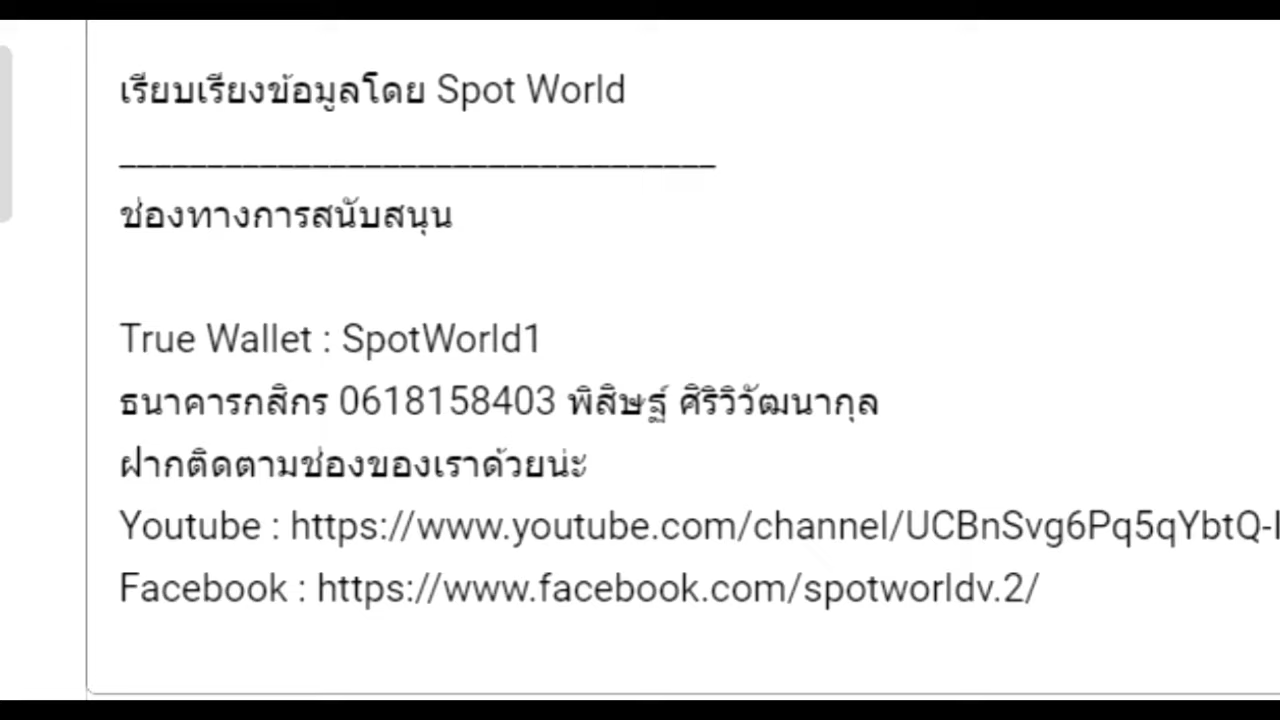 เรียบเรียงข้อมูลโดย Spot World
__________________________________
ช่องทางการสนับสนุน
True Wallet : SpotWorld1
ธนาคารกสิกร 0618158403 พิสิษฐ์ ศิริวิวัฒนากุล
ฝากติดตามช่องของเราด้วยน่ะ
Youtube : https://www.youtube.com/channel/UCBnSvg6Pq5qYbtQ-
Facebook : https://www.facebook.com/spotworldv.2/